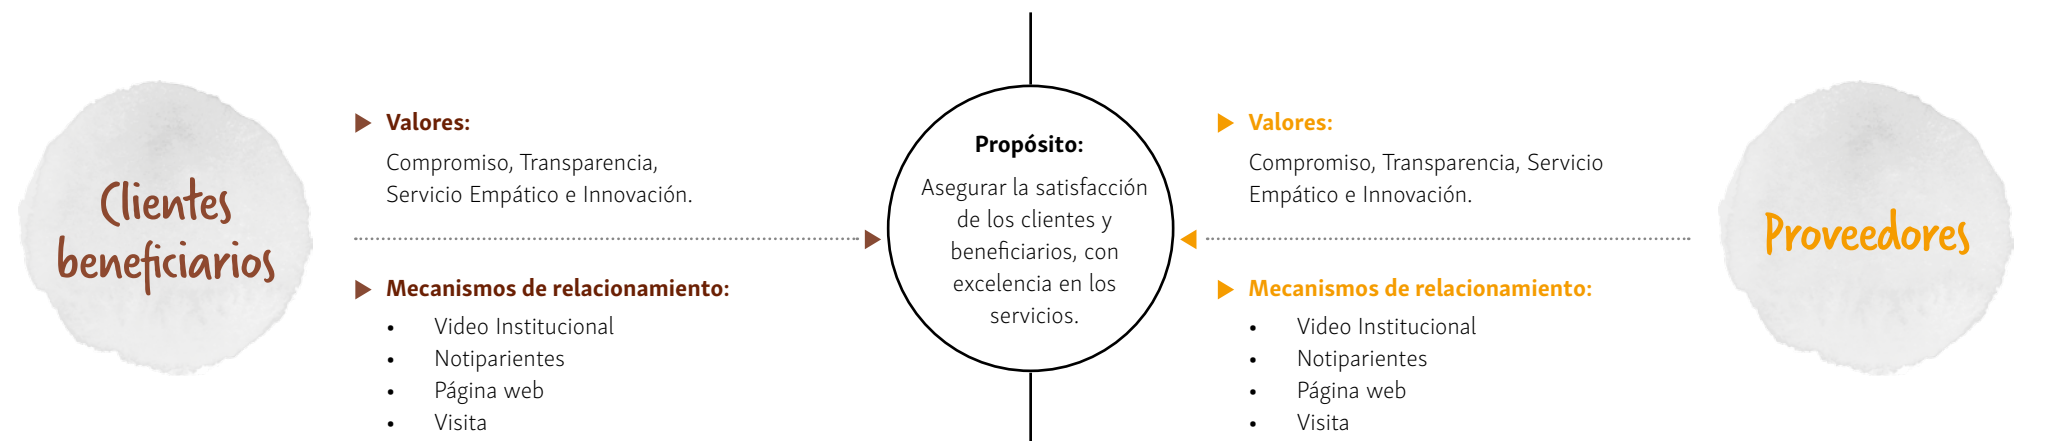 Clientes
beneficiarios
Valores:
Compromiso, Transparencia,
Servicio Empático e Innovación.
Mecanismos de relacionamiento:
• Video Institucional
• Notiparientes
• Página web
• Visita
Propósito:
Asegurar la satisfacción
de los clientes y
beneficiarios, con
excelencia en los
servicios.
Valores:
Compromiso, Transparencia, Servicio
Empático e Innovación.
Mecanismos de relacionamiento:
• Video Institucional
• Notiparientes
• Página web
• Visita
Proveedores